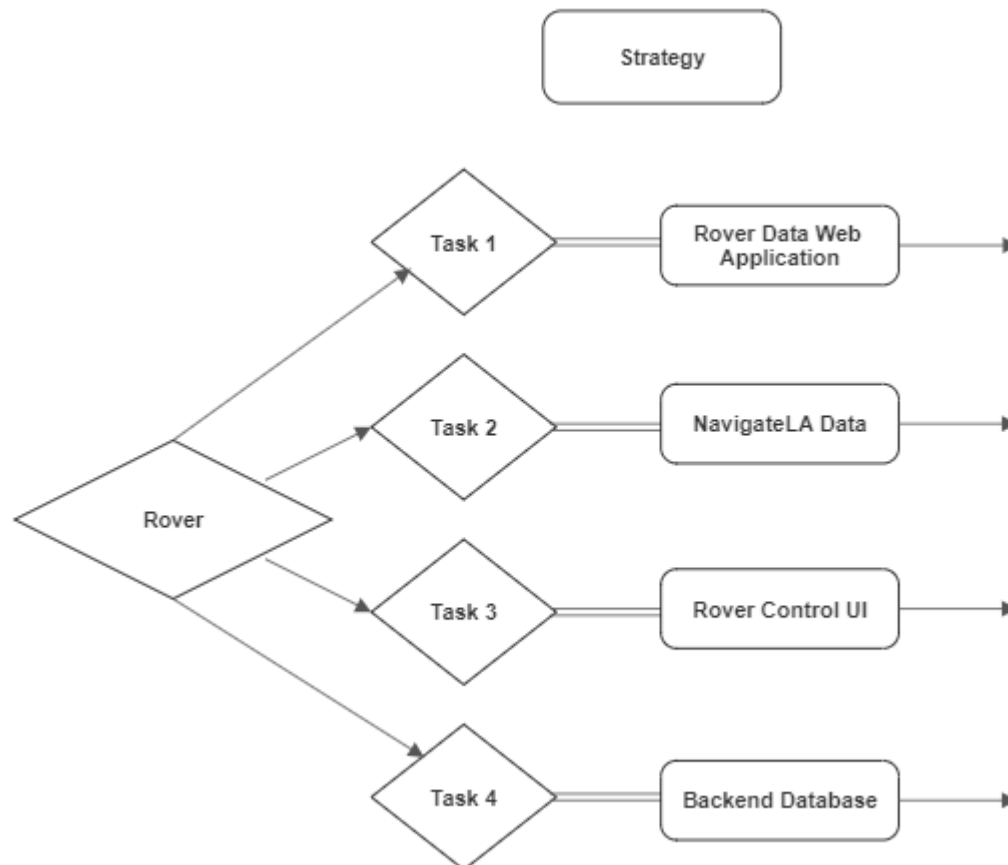 Strategy
Task 1
Rover Data Web
Application
Task 2
NavigateLA Data
Rover
Task 3
Rover Control UI
Task 4
Backend Database